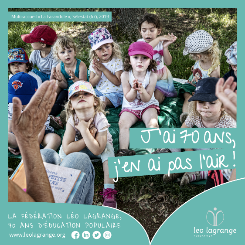 J'ai 70 ans,
j'en ai pas l'air !
LA FÉDÉRATION LÉO LAGRANGE,
70 ANS D'ÉDUCATION POPULAIRE
www.leolagrange.org
leo lagrange